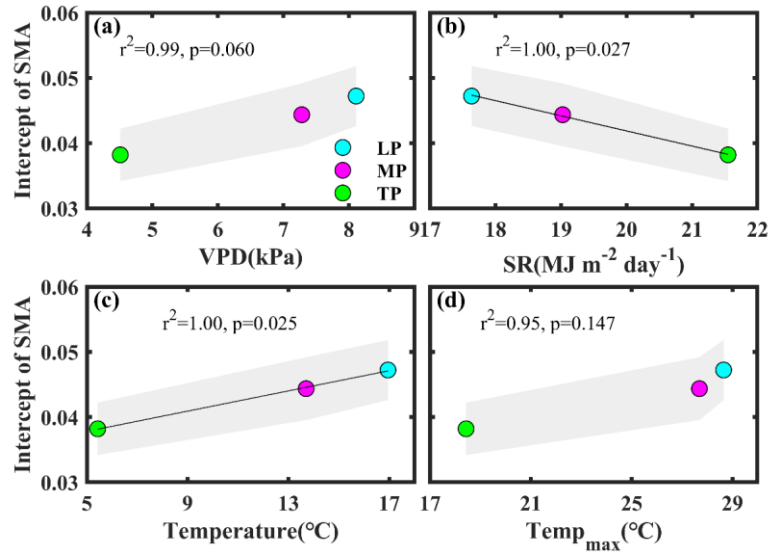 (a)
r²=0.99, p=0.060
Intercept of SMA
0.06
0.05
0.04
0.03
LP
MP
TP
4 5 6 7 8 9
VPD(kPa)
(b)
r²=1.00, p=0.027
17 18 19 20 21 22
SR(MJ m⁻² day⁻¹)
(c)
r²=1.00, p=0.025
Intercept of SMA
0.06
0.05
0.04
0.03
5 9 13 17
Temperature(°C)
(d)
r²=0.95, p=0.147
17 21 25 29
Temp_max(°C)